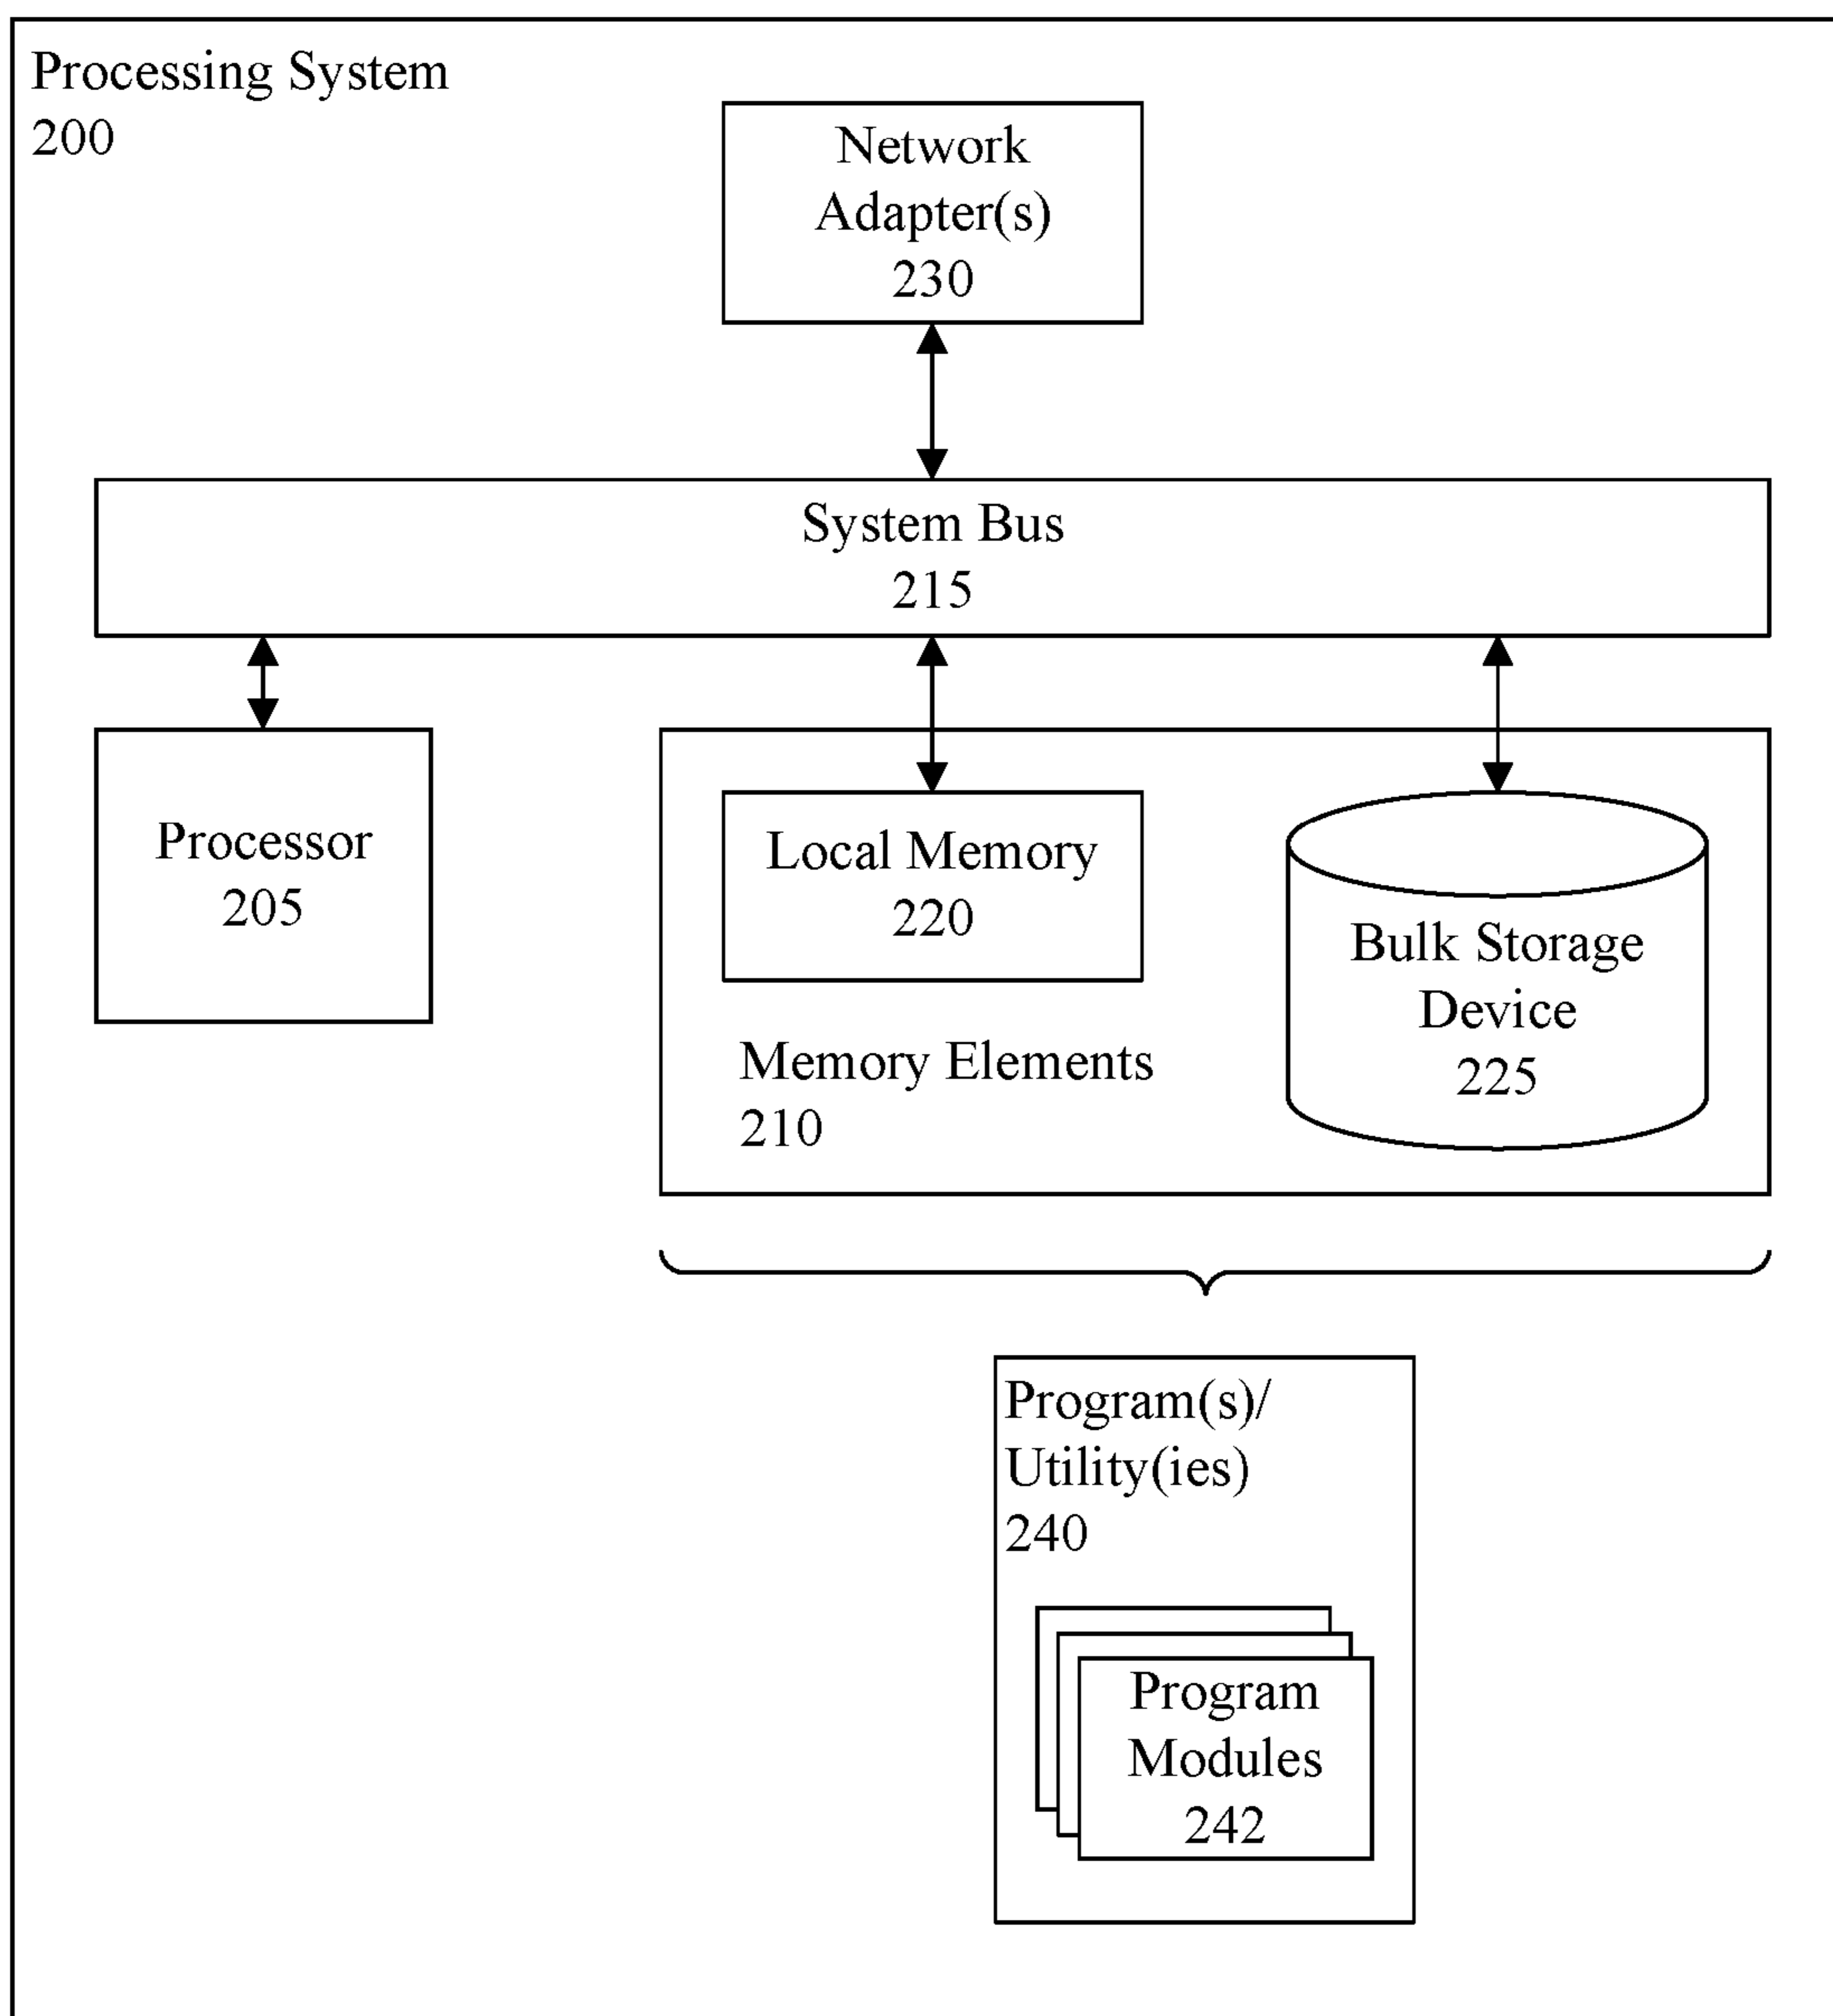 Processing System
200
Network
Adapter(s)
230
System Bus
215
Processor
205
Local Memory
220
Memory Elements
210
Bulk Storage
Device
225
Program(s)/
Utility(ies)
240
Program
Modules
242